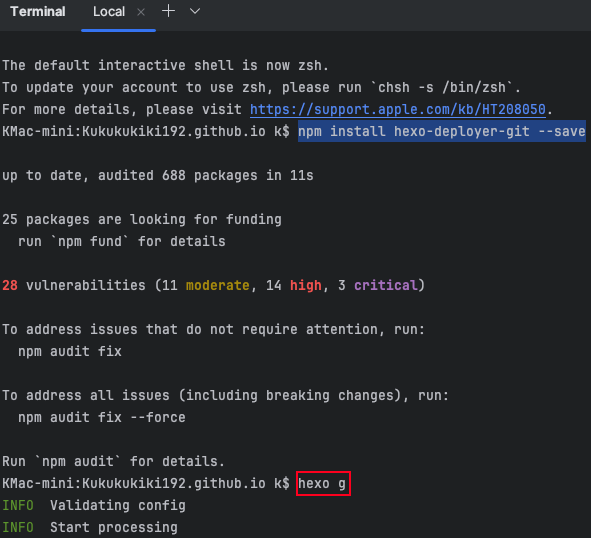 Terminal Local
The default interactive shell is now zsh.
To update your account to use zsh, please run `chsh -s /bin/zsh`.
For more details, please visit https://support.apple.com/kb/HT208050.
KMac-mini:Kukukukiki192.github.io k$ npm install hexo-deployer-git --save
up to date, audited 688 packages in 11s
25 packages are looking for funding
run `npm fund` for details
28 vulnerabilities (11 moderate, 14 high, 3 critical)
To address issues that do not require attention, run:
npm audit fix
To address all issues (including breaking changes), run:
npm audit fix --force
Run `npm audit` for details.
KMac-mini:Kukukukiki192.github.io k$ hexo g
INFO Validating config
INFO Start processing